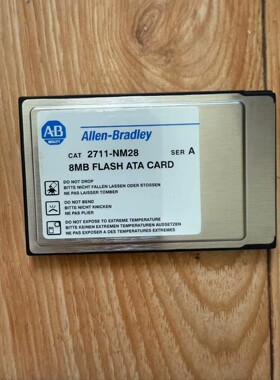 A-B
Allen-Bradley
CAT 2711-NM28 SER A
8MB FLASH ATA CARD
DO NOT DROP
BITTE NICHT FALLEN LASSEN ODER STOSSEN
NE PAS LAISSER TOMBER
DO NOT BEND
BITTE NICHT KNICKEN
NE PAS PLIER
DO NOT EXPOSE TO EXTREME TEMPERATURES
BITTE KEINEN EXTREMEN TEMPERATUREN AUSSETZEN
NE PAS EXPOSER A DES TEMPERATURES EXTREMES